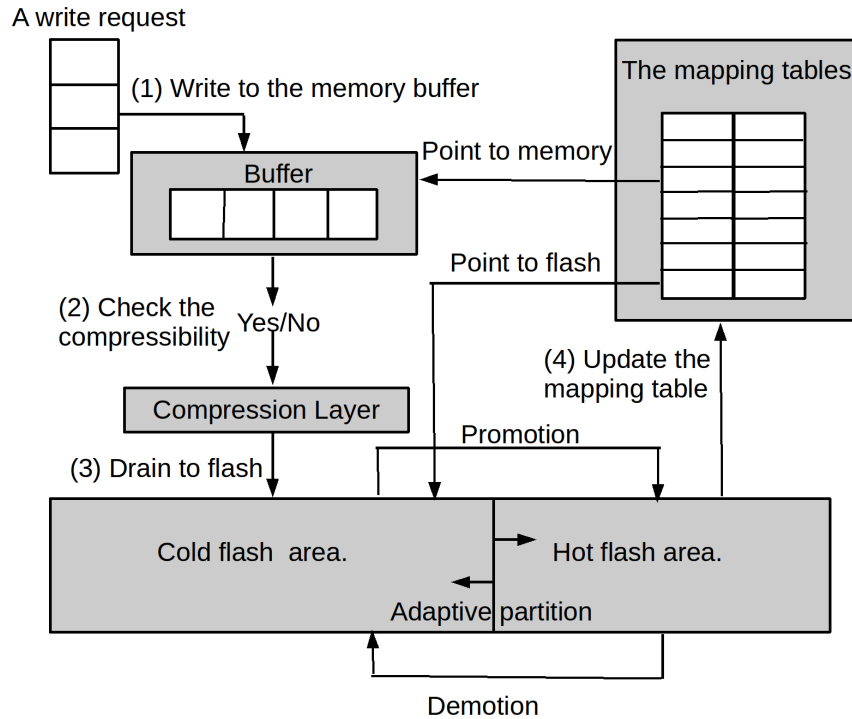 A write request
(1) Write to the memory buffer
The mapping tables
Buffer
Point to memory
Point to flash
(2) Check the
compressibility
Yes/No
(4) Update the
mapping table
Compression Layer
Promotion
(3) Drain to flash
Cold flash area.
Hot flash area.
Adaptive partition
Demotion